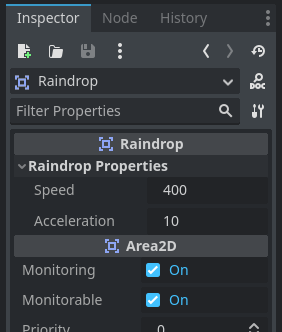 Inspector Node History
DOC
Raindrop
Filter Properties
Raindrop
Raindrop Properties
Speed 400
Acceleration 10
Area2D
Monitoring On
Monitorable On
Priority 0